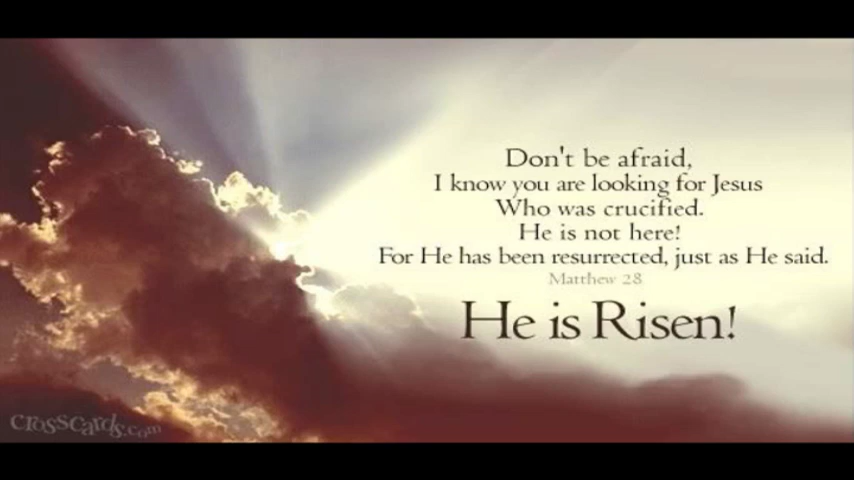 Don't be afraid,
I know you are looking for Jesus
Who was crucified.
He is not here!
For He has been resurrected, just as He said.
Matthew 28
He is Risen!
crosscards.com